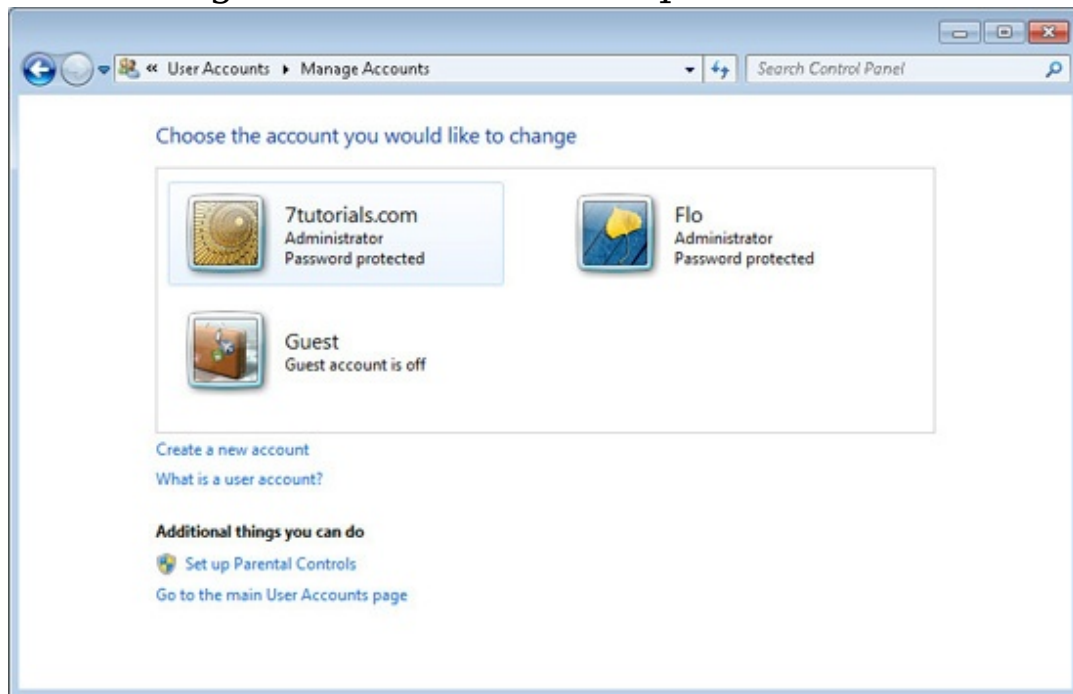 User Accounts Manage Accounts
Search Control Panel
Choose the account you would like to change
7tutorials.com
Administrator
Password protected
Flo
Administrator
Password protected
Guest
Guest account is off
Create a new account
What is a user account?
Additional things you can do
Set up Parental Controls
Go to the main User Accounts page